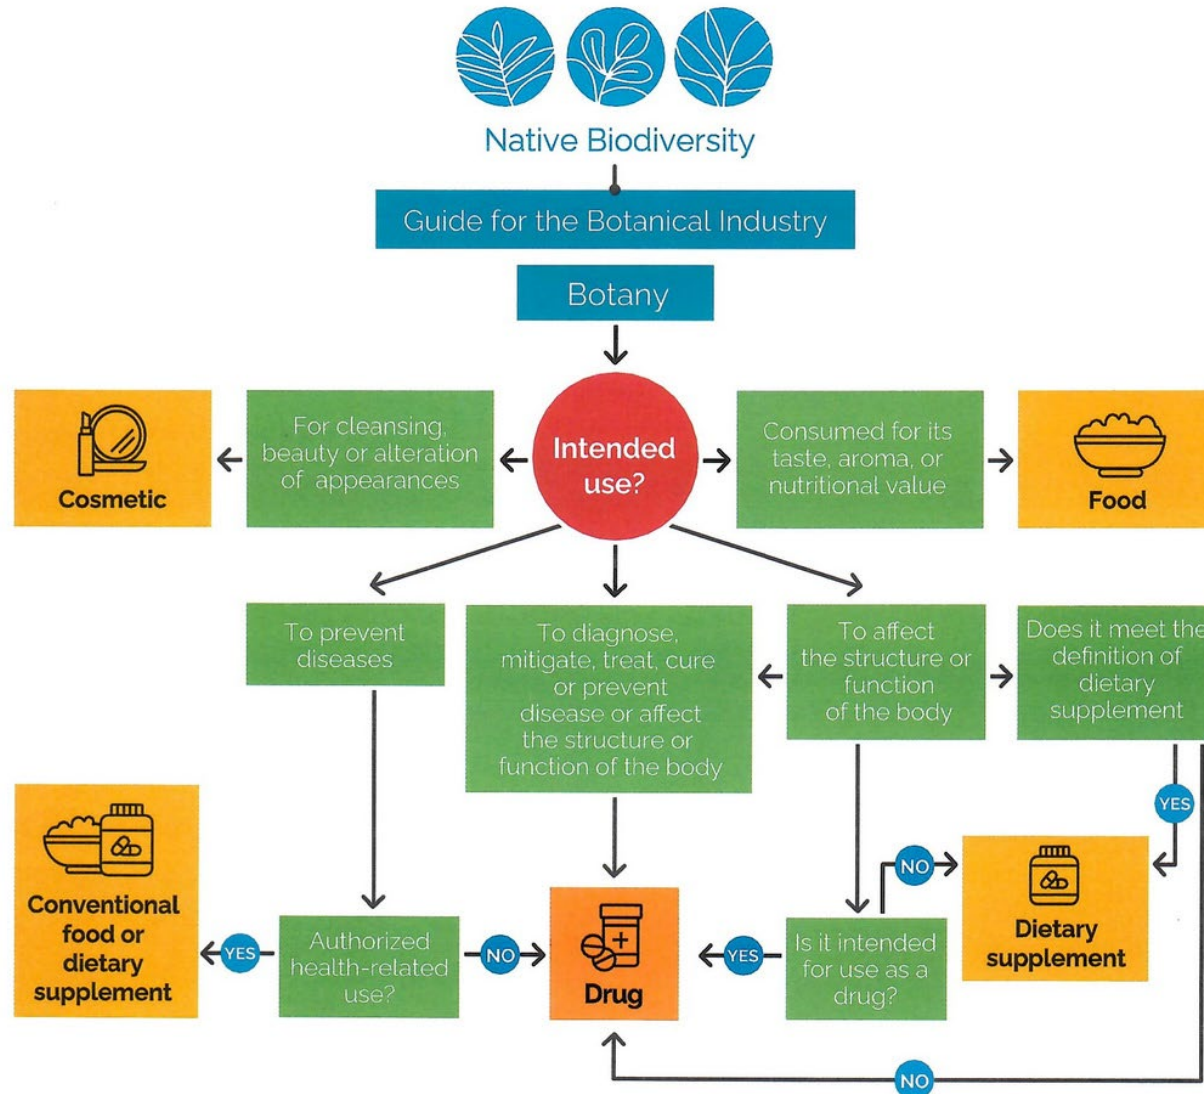 Native Biodiversity
Guide for the Botanical Industry
Botany
Cosmetic
For cleansing,
beauty or alteration
of appearances
Intended
use?
Consumed for its
taste, aroma, or
nutritional value
Food
To prevent
diseases
To diagnose,
mitigate, treat, cure
or prevent
disease or affect
the structure or
function of the body
To affect
the structure or
function
of the body
Does it meet the
definition of
dietary
supplement
YES
Conventional
food or
dietary
supplement
YES
Authorized
health-related
use?
NO
Drug
YES
Is it intended
for use as a
drug?
NO
Dietary
supplement
NO